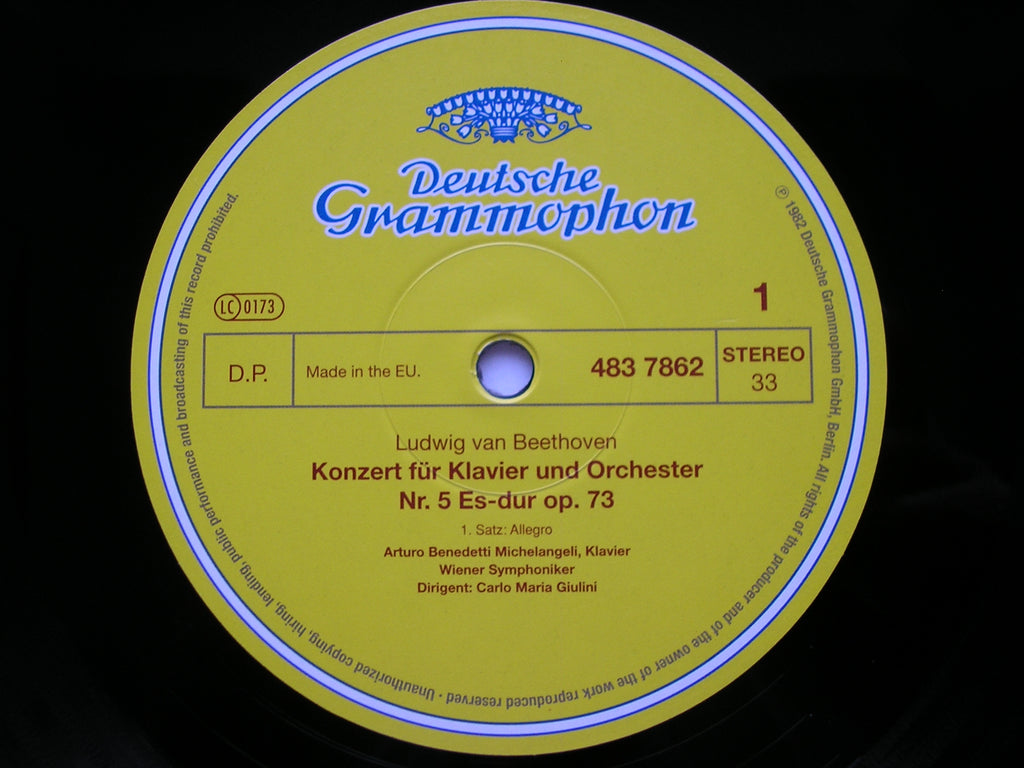 Deutsche
Grammophon
LC 0173
1
D.P.
Made in the EU.
483 7862
STEREO
33
Ludwig van Beethoven
Konzert für Klavier und Orchester
Nr. 5 Es-dur op. 73
1. Satz: Allegro
Arturo Benedetti Michelangeli, Klavier
Wiener Symphoniker
Dirigent: Carlo Maria Giulini
℗ 1982 Deutsche Grammophon GmbH, Berlin. All rights of the producer and of the owner of the work reproduced reserved · Unauthorized copying, hiring, lending, public performance and broadcasting of this record prohibited.